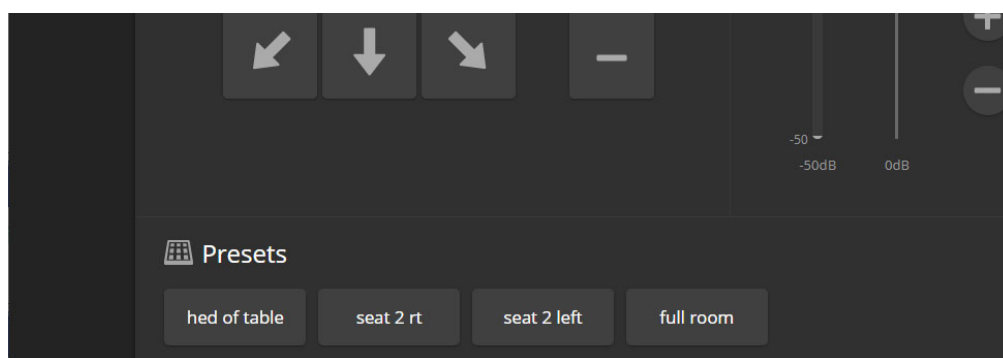 -50
-50dB 0dB
Presets
hed of table seat 2 rt seat 2 left full room